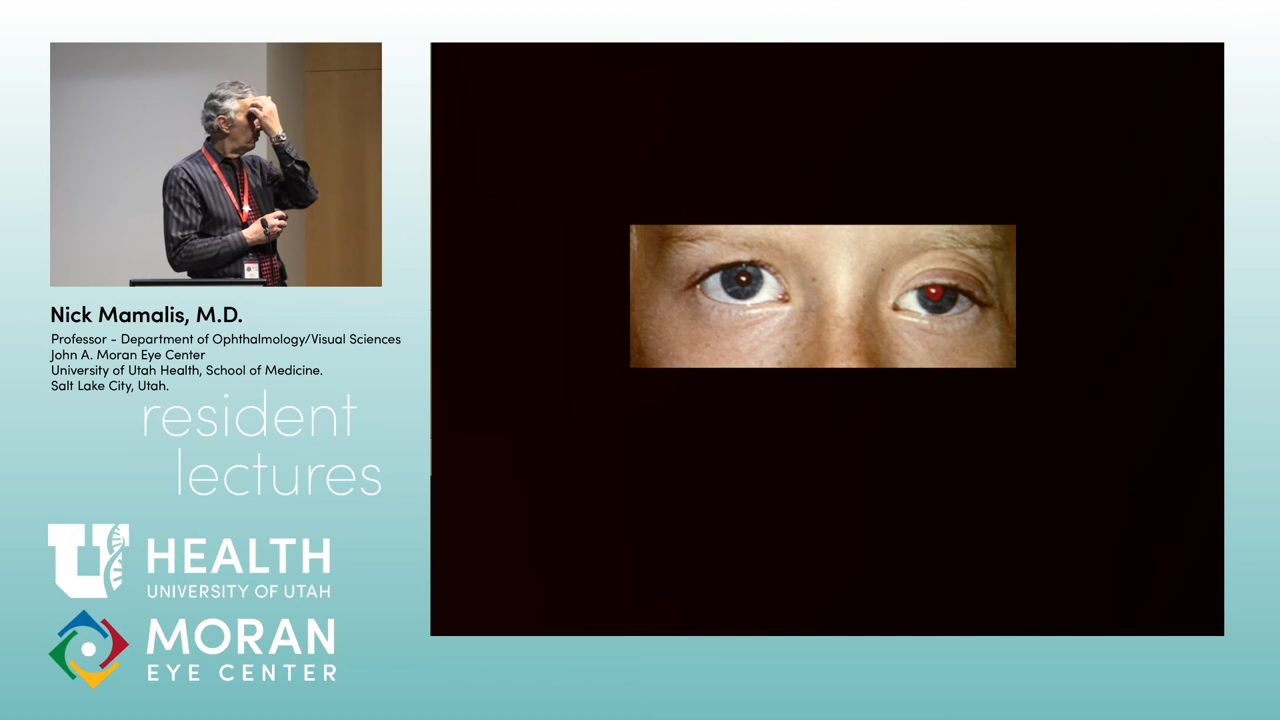 Nick Mamalis, M.D.
Professor - Department of Ophthalmology/Visual Sciences
John A. Moran Eye Center
University of Utah Health, School of Medicine.
Salt Lake City, Utah.
resident
lectures
U HEALTH
UNIVERSITY OF UTAH
MORAN
EYE CENTER